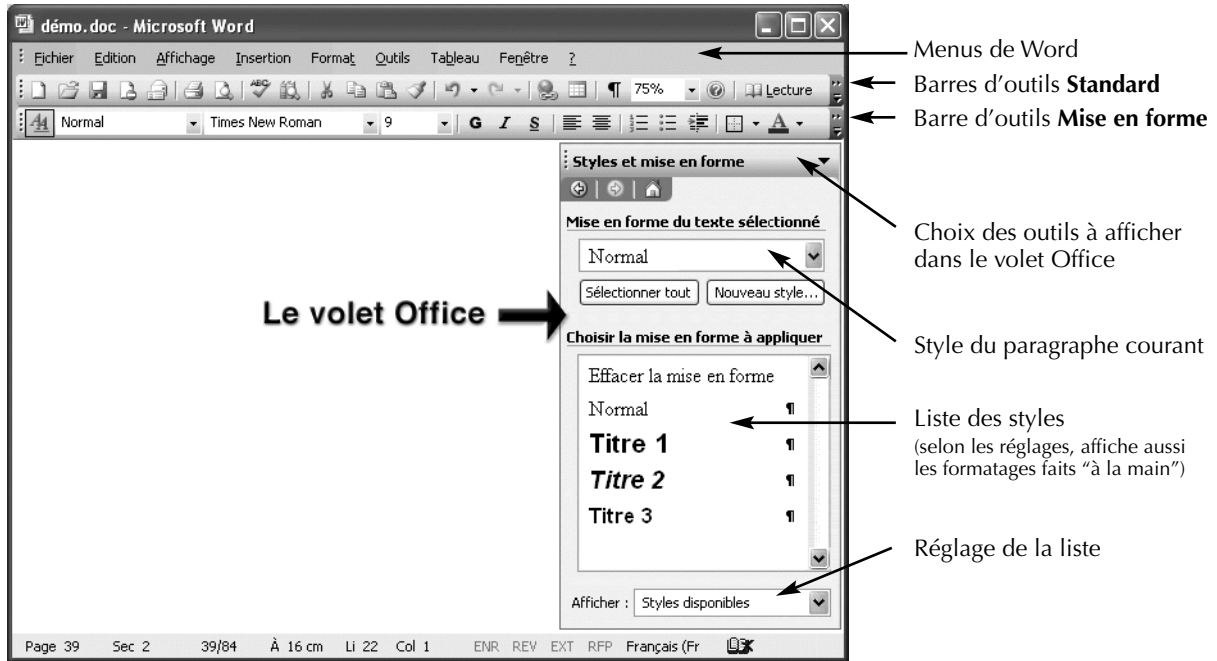 démo.doc - Microsoft Word
Fichier Edition Affichage Insertion Format Outils Tableau Fenêtre ?
Menus de Word
75% Lecture
Barres d'outils Standard
Normal Times New Roman 9 G I S A
Barre d'outils Mise en forme
Styles et mise en forme
Choix des outils à afficher
dans le volet Office
Mise en forme du texte sélectionné
Normal
Sélectionner tout Nouveau style...
Le volet Office
Style du paragraphe courant
Choisir la mise en forme à appliquer
Effacer la mise en forme
Normal ¶
Titre 1 ¶
Titre 2 ¶
Titre 3 ¶
Liste des styles
(selon les réglages, affiche aussi
les formatages faits “à la main”)
Réglage de la liste
Afficher : Styles disponibles
Page 39 Sec 2 39/84 À 16 cm Li 22 Col 1 ENR REV EXT RFP Français (Fr